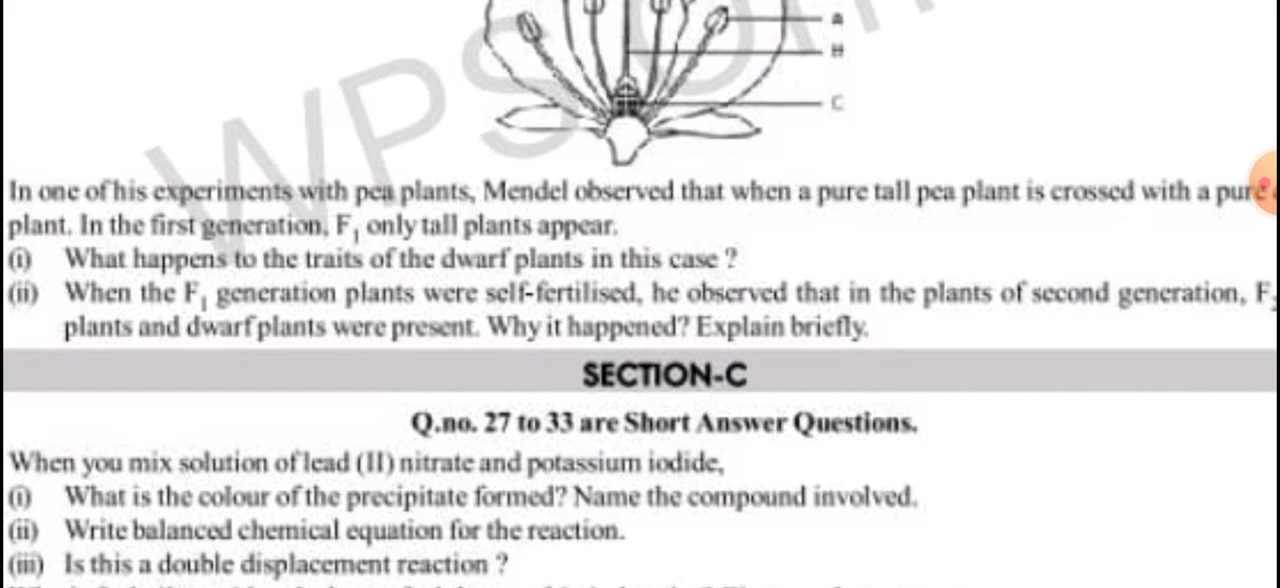 A
H
C
WPS
In one of his experiments with pea plants, Mendel observed that when a pure tall pea plant is crossed with a pure
plant. In the first generation, F₁ only tall plants appear.
(i) What happens to the traits of the dwarf plants in this case ?
(ii) When the F₁ generation plants were self-fertilised, he observed that in the plants of second generation, F
plants and dwarf plants were present. Why it happened? Explain briefly.
SECTION-C
Q.no. 27 to 33 are Short Answer Questions.
When you mix solution of lead (II) nitrate and potassium iodide,
(i) What is the colour of the precipitate formed? Name the compound involved.
(ii) Write balanced chemical equation for the reaction.
(iii) Is this a double displacement reaction ?